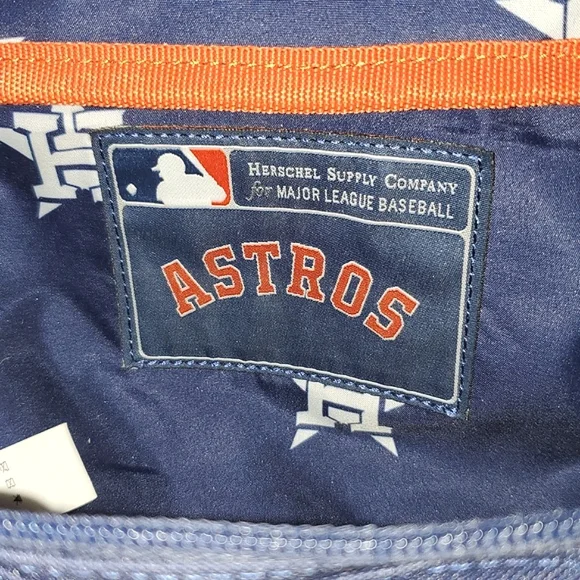 HERSCHEL SUPPLY COMPANY
for MAJOR LEAGUE BASEBALL
ASTROS
H
H